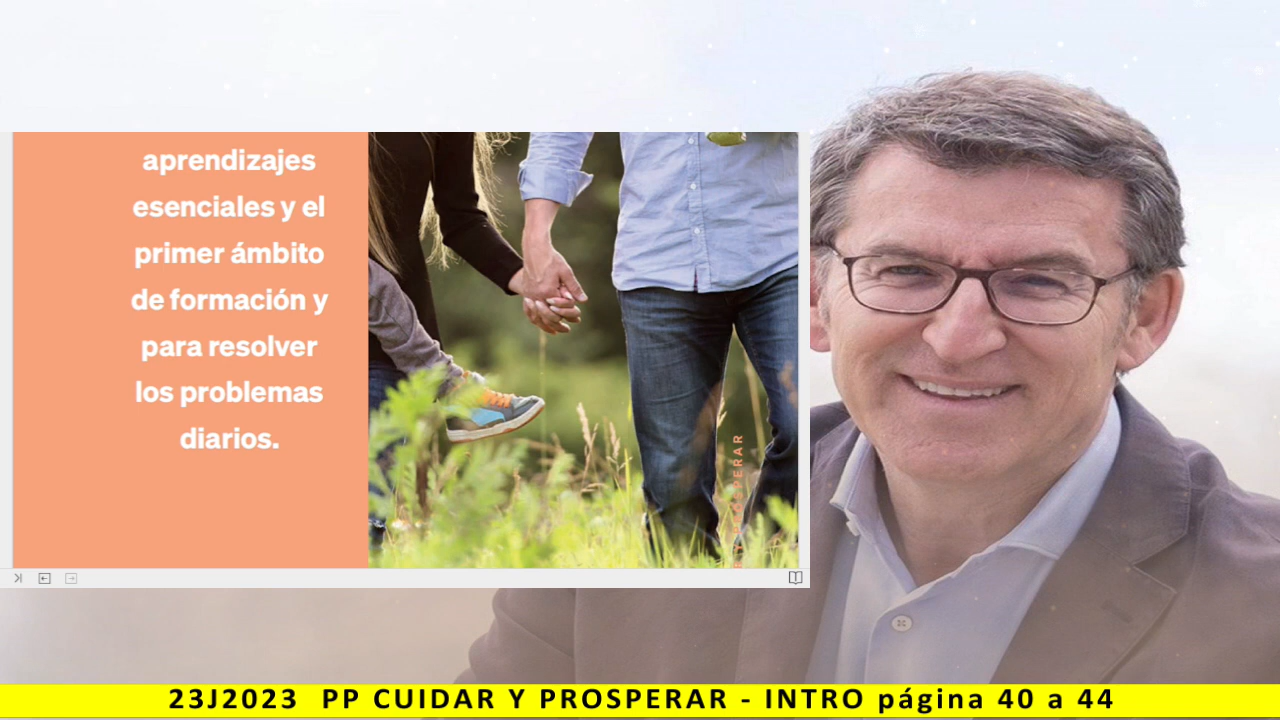 aprendizajes
esenciales y el
primer ámbito
de formación y
para resolver
los problemas
diarios.
PROSPERAR
23J2023 PP CUIDAR Y PROSPERAR - INTRO página 40 a 44